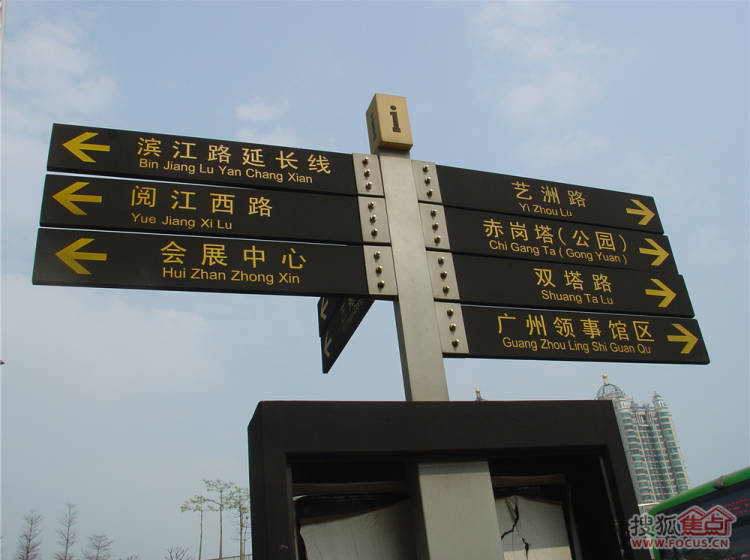 i
滨江路延长线
Bin Jiang Lu Yan Chang Xian
阅江西路
Yue Jiang Xi Lu
会展中心
Hui Zhan Zhong Xin
艺洲路
Yi Zhou Lu
赤岗塔(公园)
Chi Gang Ta ( Gong Yuan )
双塔路
Shuang Ta Lu
广州领事馆区
Guang Zhou Ling Shi Guan Qu
搜狐焦点
WWW.FOCUS.CN